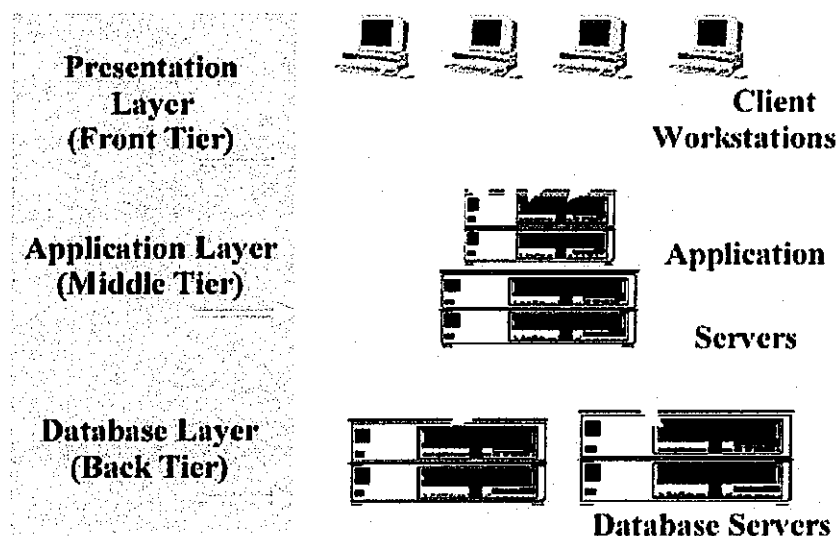 Presentation
Layer
(Front Tier)
Client
Workstations
Application Layer
(Middle Tier)
Application
Servers
Database Layer
(Back Tier)
Database Servers